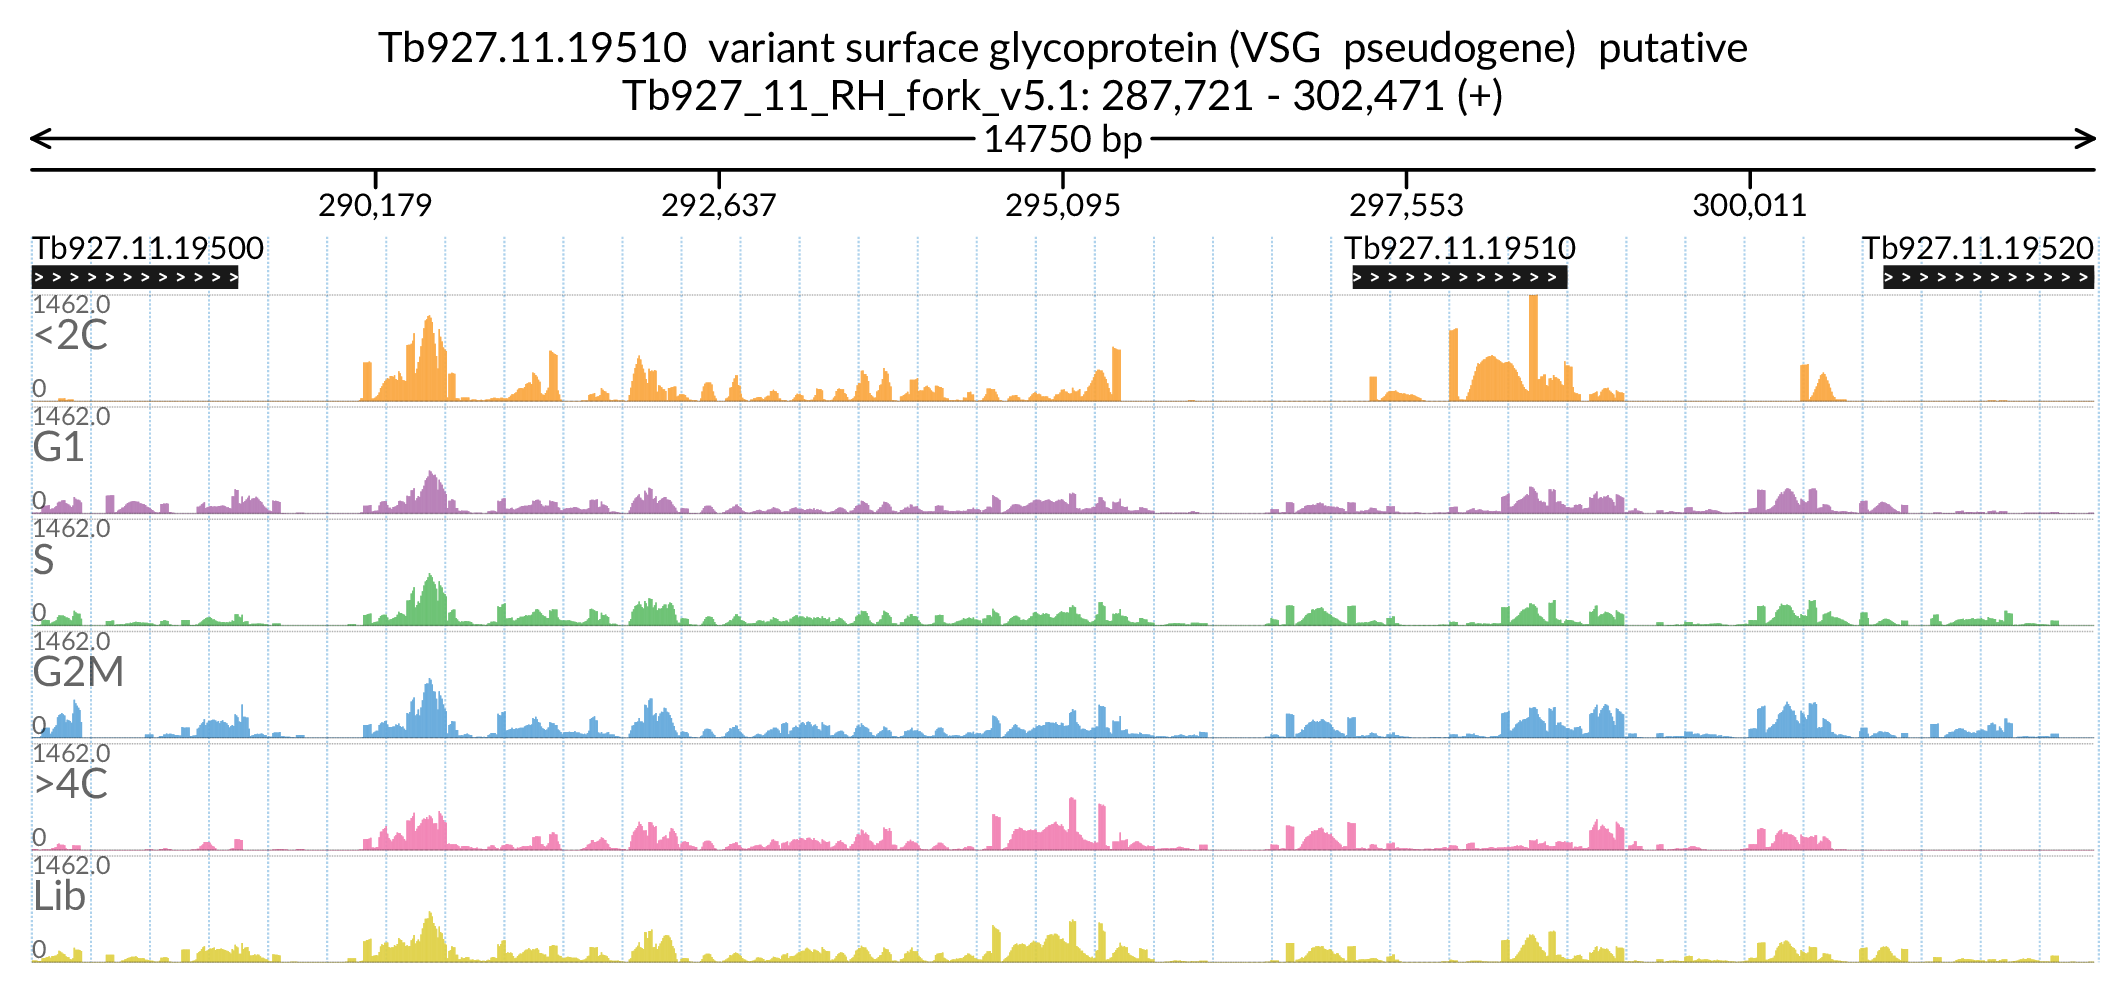 Tb927.11.19510  variant surface glycoprotein (VSG  pseudogene)  putative
Tb927_11_RH_fork_v5.1: 287,721 - 302,471 (+)
14750 bp
290,179 292,637 295,095 297,553 300,011
Tb927.11.19500 Tb927.11.19510 Tb927.11.19520
1462.0
<2C
0
1462.0
G1
0
1462.0
S
0
1462.0
G2M
0
1462.0
>4C
0
1462.0
Lib
0